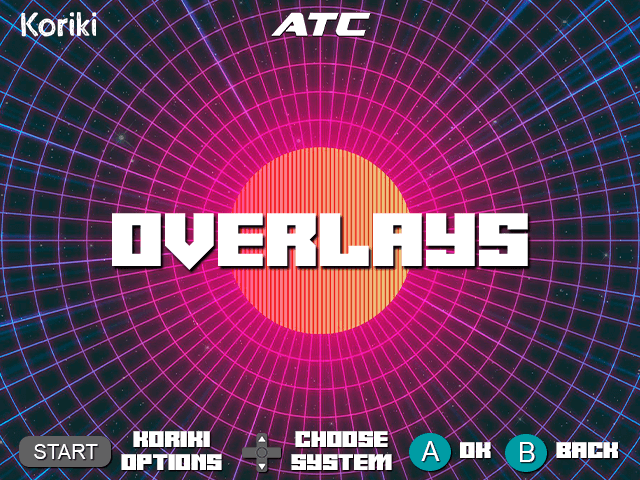 Koriki
ATC
OVERLAYS
START
KORIKI
OPTIONS
CHOOSE
SYSTEM
A
OK
B
BACK